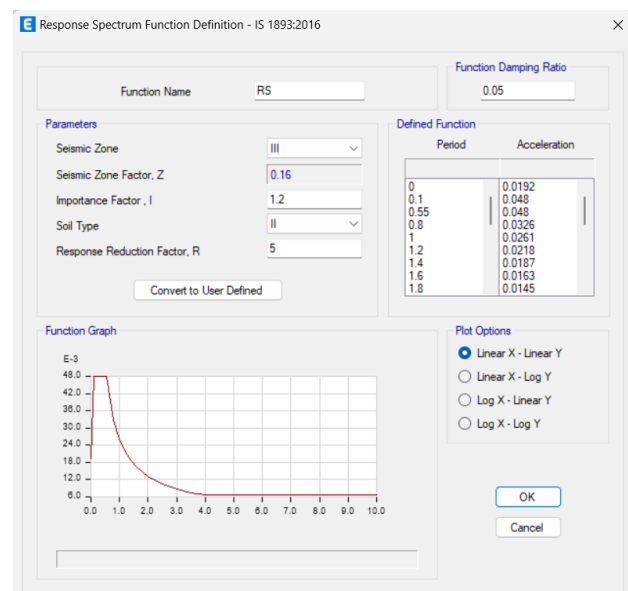 E Response Spectrum Function Definition - IS 1893:2016
Function Damping Ratio
Function Name RS 0.05
Parameters
Seismic Zone III
Seismic Zone Factor, Z 0.16
Importance Factor , I 1.2
Soil Type II
Response Reduction Factor, R 5
Convert to User Defined
Defined Function
Period Acceleration
0 0.0192
0.1 0.048
0.55 0.048
0.8 0.0326
1 0.0261
1.2 0.0218
1.4 0.0187
1.6 0.0163
1.8 0.0145
Function Graph
E-3
48.0
42.0
36.0
30.0
24.0
18.0
12.0
6.0
0.0 1.0 2.0 3.0 4.0 5.0 6.0 7.0 8.0 9.0 10.0
Plot Options
Linear X - Linear Y
Linear X - Log Y
Log X - Linear Y
Log X - Log Y
OK
Cancel